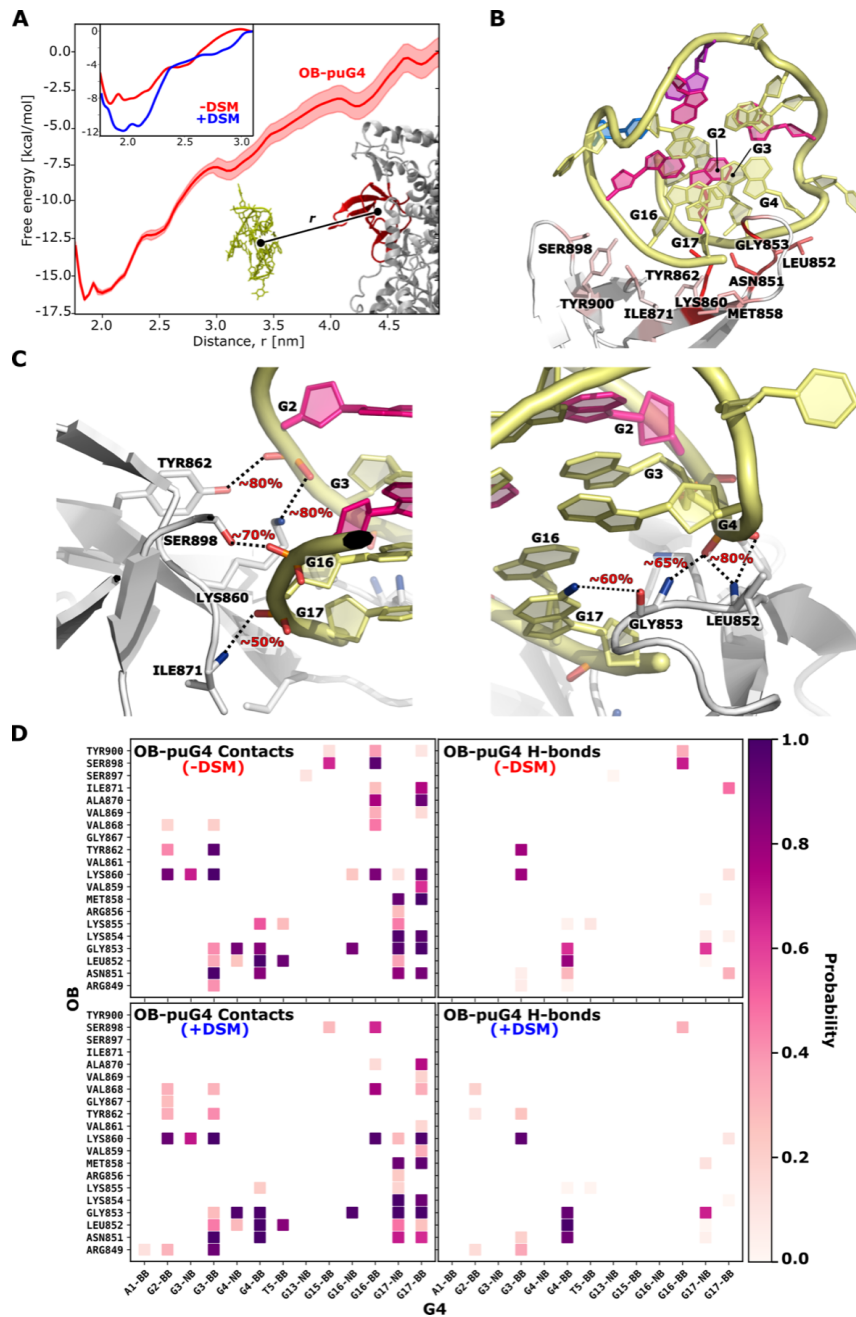 A
0
-4
-8
-12
2.0
2.5
3.0
-DSM
+DSM
OB-puG4
0.0
-2.5
-5.0
-7.5
-10.0
-12.5
-15.0
-17.5
Free energy [kcal/mol]
r
2.0 2.5 3.0 3.5 4.0 4.5
Distance, r [nm]
B
G2
G3
G4
G16
G17
SER898
GLY853
LEU852
TYR862
ASN851
TYR900
LYS860
ILE871
MET858
C
G2
TYR862
~80%
G3
~80%
SER898
~70%
G16
LYS860
G17
~50%
ILE871
G2
G3
G4
G16
~65%
~80%
~60%
G17
GLY853
LEU852
D
OB-puG4 Contacts
(-DSM)
OB-puG4 H-bonds
(-DSM)
TYR900
SER898
SER897
ILE871
ALA870
VAL869
VAL868
GLY867
TYR862
VAL861
LYS860
VAL859
MET858
ARG856
LYS855
LYS854
GLY853
LEU852
ASN851
ARG849
OB
OB-puG4 Contacts
(+DSM)
OB-puG4 H-bonds
(+DSM)
TYR900
SER898
SER897
ILE871
ALA870
VAL869
VAL868
GLY867
TYR862
VAL861
LYS860
VAL859
MET858
ARG856
LYS855
LYS854
GLY853
LEU852
ASN851
ARG849
A1-BB G2-BB G3-NB G3-BB G4-NB G4-BB T5-BB G13-NB G15-BB G16-NB G16-BB G17-NB G17-BB
A1-BB G2-BB G3-NB G3-BB G4-NB G4-BB T5-BB G13-NB G15-BB G16-NB G16-BB G17-NB G17-BB
G4
1.0
0.8
0.6
0.4
0.2
0.0
Probability